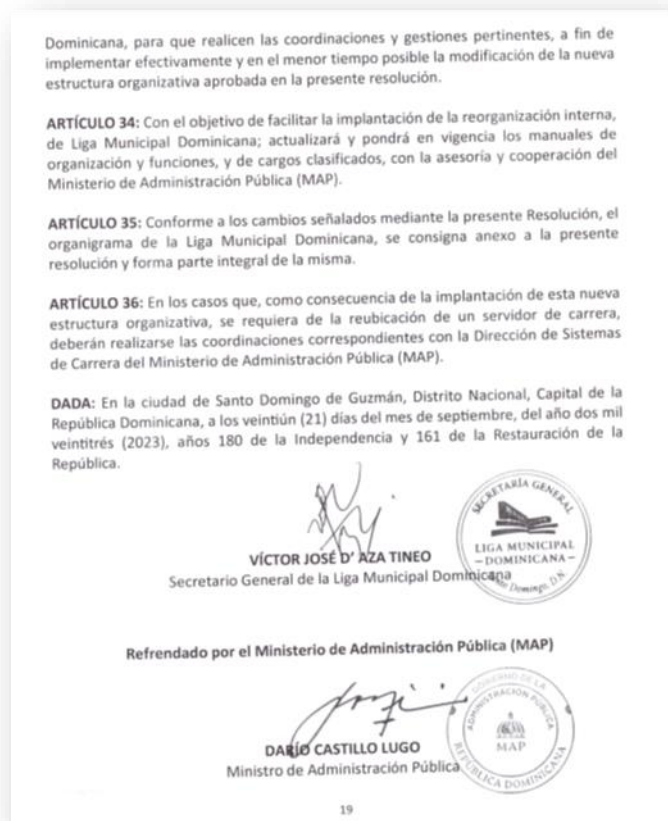 Dominicana, para que realicen las coordinaciones y gestiones pertinentes, a fin de
implementar efectivamente y en el menor tiempo posible la modificación de la nueva
estructura organizativa aprobada en la presente resolución.
ARTÍCULO 34: Con el objetivo de facilitar la implantación de la reorganización interna,
de Liga Municipal Dominicana; actualizará y pondrá en vigencia los manuales de
organización y funciones, y de cargos clasificados, con la asesoría y cooperación del
Ministerio de Administración Pública (MAP).
ARTÍCULO 35: Conforme a los cambios señalados mediante la presente Resolución, el
organigrama de la Liga Municipal Dominicana, se consigna anexo a la presente
resolución y forma parte integral de la misma.
ARTÍCULO 36: En los casos que, como consecuencia de la implantación de esta nueva
estructura organizativa, se requiera de la reubicación de un servidor de carrera,
deberán realizarse las coordinaciones correspondientes con la Dirección de Sistemas
de Carrera del Ministerio de Administración Pública (MAP).
DADA: En la ciudad de Santo Domingo de Guzmán, Distrito Nacional, Capital de la
República Dominicana, a los veintiún (21) días del mes de septiembre, del año dos mil
veintitrés (2023), años 180 de la Independencia y 161 de la Restauración de la
República.
SECRETARÍA GENERAL
LIGA MUNICIPAL
– DOMINICANA –
Domingo, D.N.
VÍCTOR JOSÉ D' AZA TINEO
Secretario General de la Liga Municipal Dominicana
Refrendado por el Ministerio de Administración Pública (MAP)
GOBIERNO DE LA
REPÚBLICA DOMINICANA
ADMINISTRACIÓN PÚBLICA
MAP
DARÍO CASTILLO LUGO
Ministro de Administración Pública
19